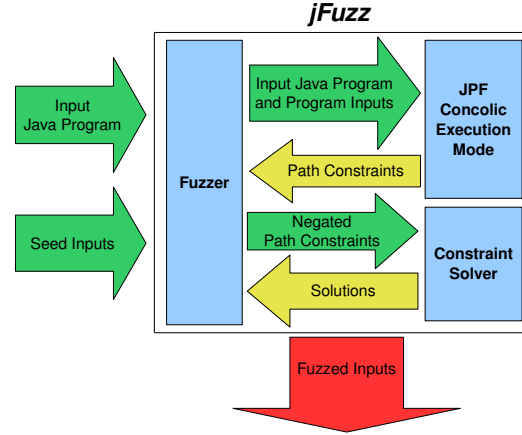 jFuzz
Input
Java Program
Input Java Program
and Program Inputs
JPF
Concolic
Execution
Mode
Path Constraints
Fuzzer
Seed Inputs
Negated
Path Constraints
Constraint
Solver
Solutions
Fuzzed Inputs